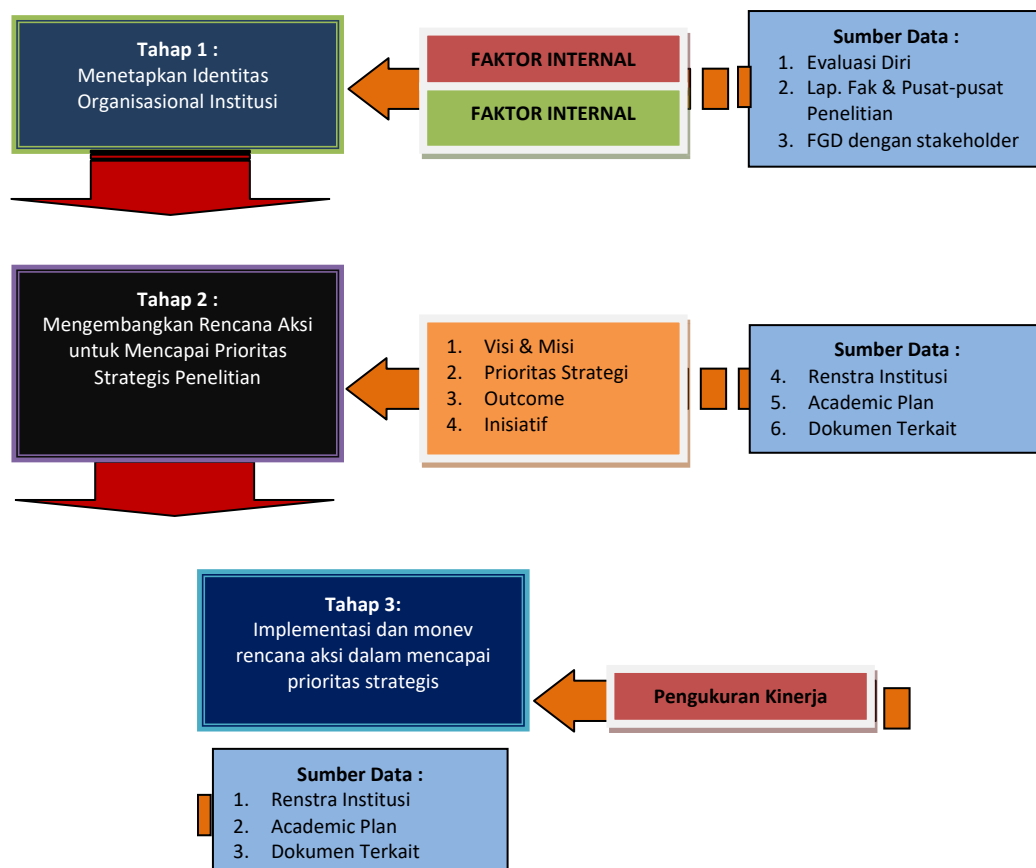 Tahap 1 :
Menetapkan Identitas
Organisasional Institusi
FAKTOR INTERNAL
FAKTOR INTERNAL
Sumber Data :
1. Evaluasi Diri
2. Lap. Fak & Pusat-pusat
Penelitian
3. FGD dengan stakeholder
Tahap 2 :
Mengembangkan Rencana Aksi
untuk Mencapai Prioritas
Strategis Penelitian
1. Visi & Misi
2. Prioritas Strategi
3. Outcome
4. Inisiatif
Sumber Data :
4. Renstra Institusi
5. Academic Plan
6. Dokumen Terkait
Tahap 3:
Implementasi dan monev
rencana aksi dalam mencapai
prioritas strategis
Pengukuran Kinerja
Sumber Data :
1. Renstra Institusi
2. Academic Plan
3. Dokumen Terkait